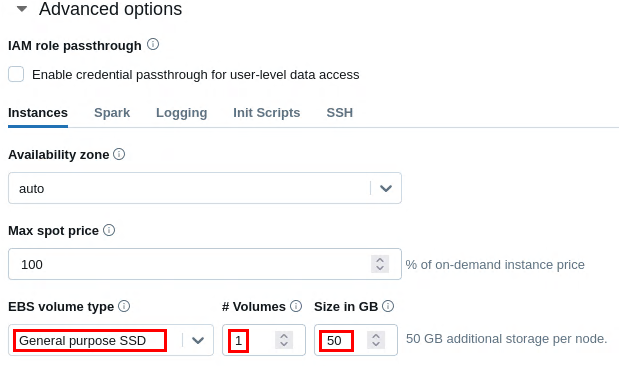 Advanced options
IAM role passthrough
Enable credential passthrough for user-level data access
Instances Spark Logging Init Scripts SSH
Availability zone
auto
Max spot price
100 % of on-demand instance price
EBS volume type # Volumes Size in GB
General purpose SSD 1 50 50 GB additional storage per node.